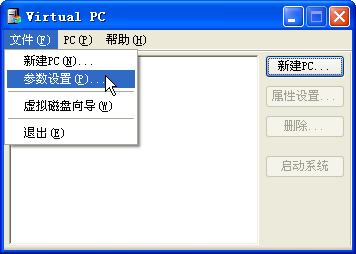 Virtual PC
文件(F) PC(P) 帮助(H)
新建PC(N)...
参数设置(P)...
虚拟磁盘向导(W)
退出(E)
新建PC...
属性设置...
删除...
启动系统